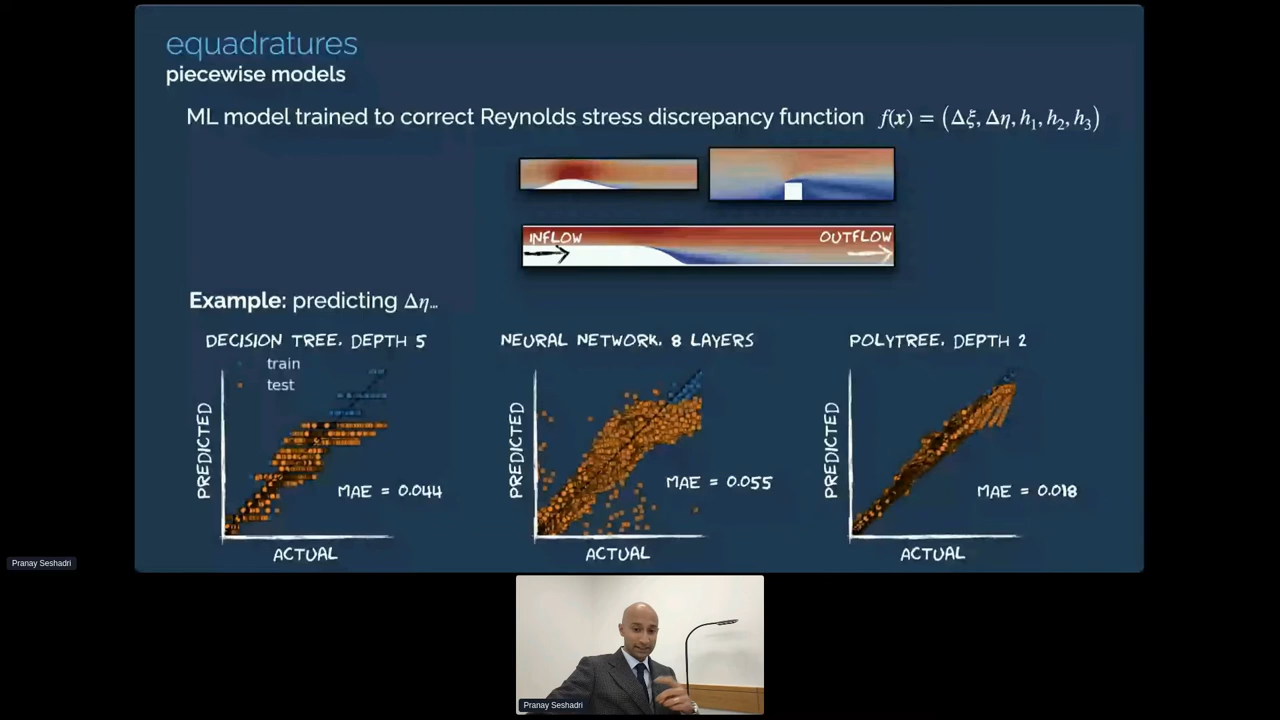 equadratures
piecewise models
ML model trained to correct Reynolds stress discrepancy function f(x) = (Δξ, Δη, h₁, h₂, h₃)
INFLOW
OUTFLOW
Example: predicting Δη...
DECISION TREE. DEPTH 5
train
test
PREDICTED
MAE = 0.044
ACTUAL
NEURAL NETWORK. 8 LAYERS
PREDICTED
MAE = 0.055
ACTUAL
POLYTREE. DEPTH 2
PREDICTED
MAE = 0.018
ACTUAL
Pranay Seshadri
Pranay Seshadri